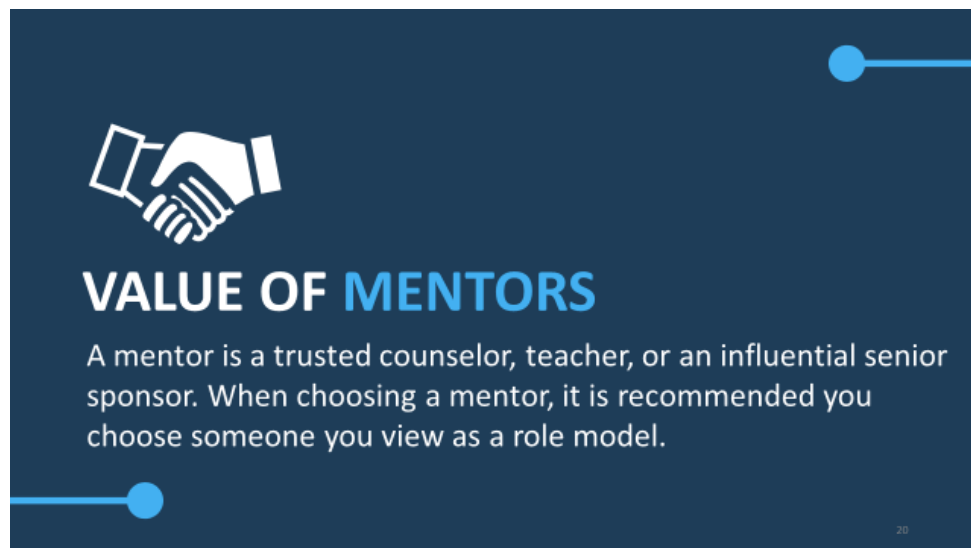 VALUE OF MENTORS
A mentor is a trusted counselor, teacher, or an influential senior
sponsor. When choosing a mentor, it is recommended you
choose someone you view as a role model.
20